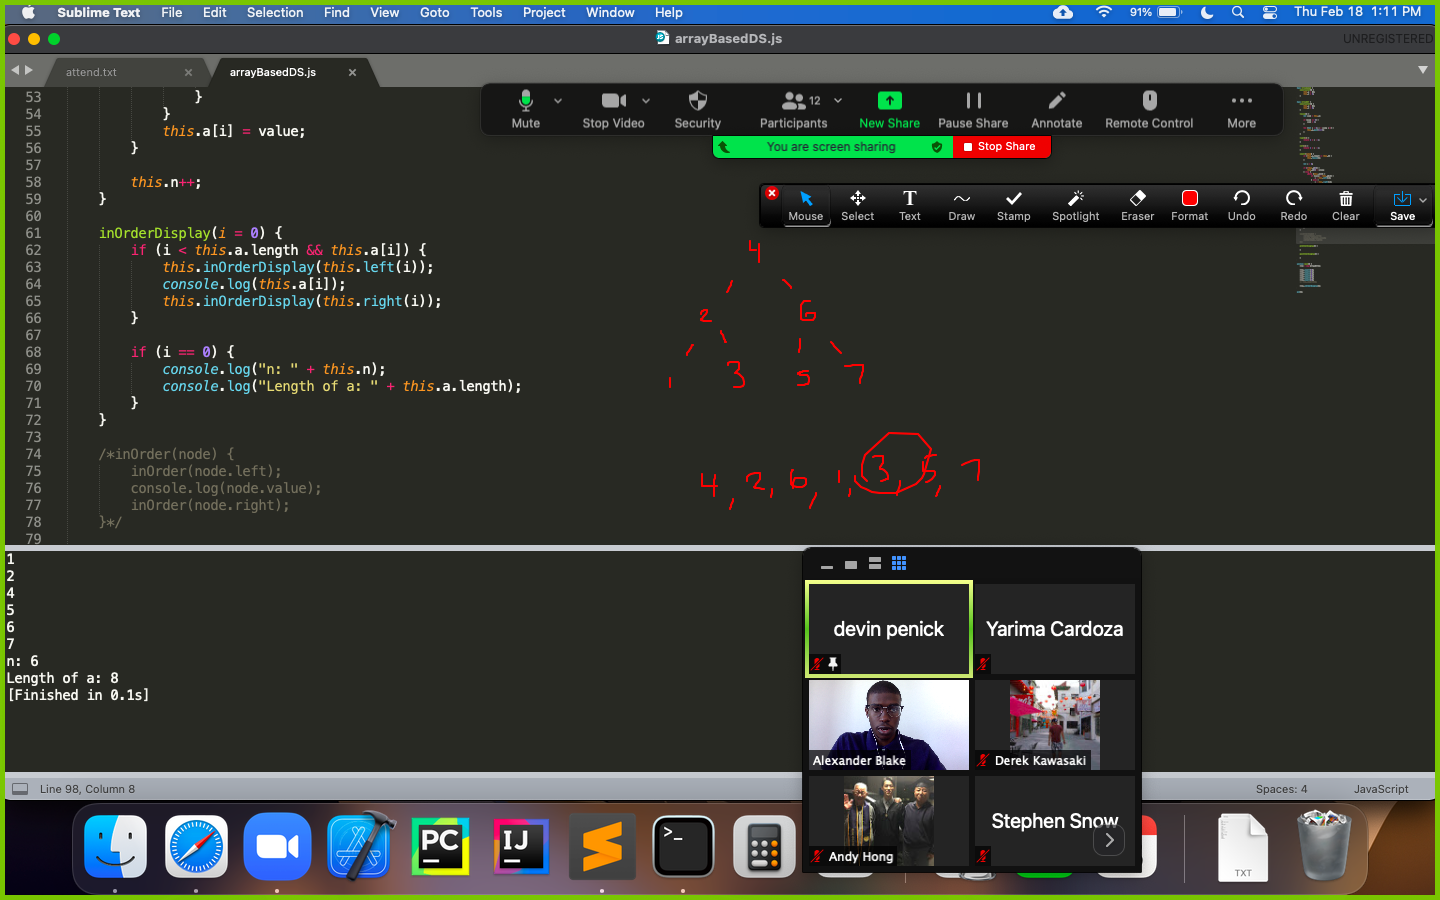 Sublime Text File Edit Selection Find View Goto Tools Project Window Help 91% Thu Feb 18 1:11 PM
arrayBasedDS.js UNREGISTERED
attend.txt arrayBasedDS.js
Mute Stop Video Security Participants 12 New Share Pause Share Annotate Remote Control More
You are screen sharing Stop Share
Mouse Select Text Draw Stamp Spotlight Eraser Format Undo Redo Clear Save
53 }
54 }
55 this.a[i] = value;
56 }
57
58 this.n++;
59 }
60
61 inOrderDisplay(i = 0) {
62 if (i < this.a.length && this.a[i]) {
63 this.inOrderDisplay(this.left(i));
64 console.log(this.a[i]);
65 this.inOrderDisplay(this.right(i));
66 }
67
68 if (i == 0) {
69 console.log("n: " + this.n);
70 console.log("Length of a: " + this.a.length);
71 }
72 }
73
74 /*inOrder(node) {
75 inOrder(node.left);
76 console.log(node.value);
77 inOrder(node.right);
78 }*/
79
4
2 6
1 3 5 7
4, 2, 6, 1, 3, 5, 7
1
2
4
5
6
7
n: 6
Length of a: 8
[Finished in 0.1s]
devin penick Yarima Cardoza
Alexander Blake Derek Kawasaki
Andy Hong Stephen Snow
Line 98, Column 8 Spaces: 4 JavaScript
PC IJ >_ TXT